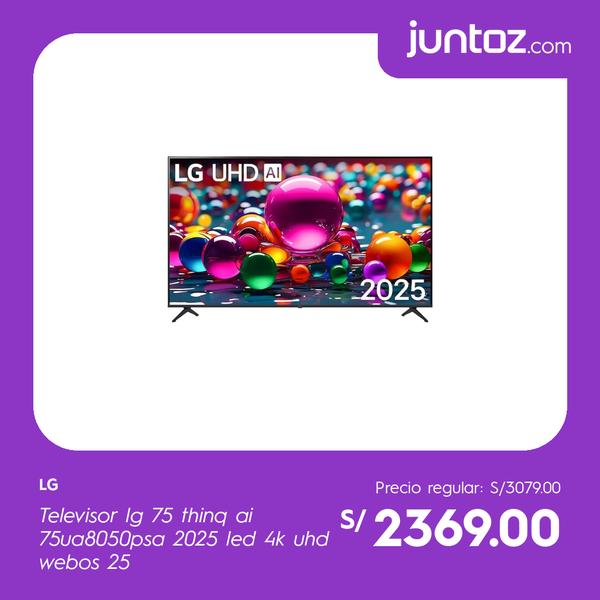 juntoz.com
LG UHD AI
2025
LG
Televisor lg 75 thinq ai
75ua8050psa 2025 led 4k uhd
webos 25
Precio regular: S/3079.00
S/ 2369.00